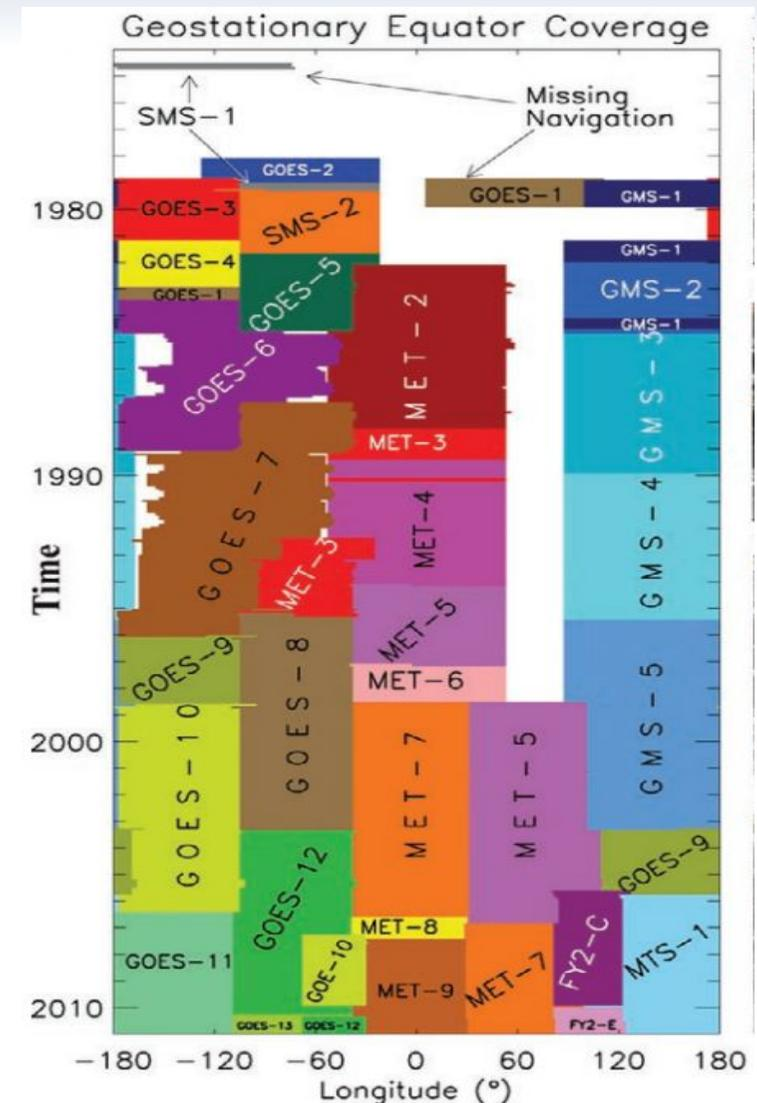 Geostationary Equator Coverage
SMS-1
Missing
Navigation
GOES-2
GOES-3
SMS-2
GOES-1
GMS-1
1980
GOES-4
GOES-1
GOES-5
GMS-1
GMS-2
GMS-1
GOES-6
MET-2
GMS-3
MET-3
1990
GOES-7
MET-4
GMS-4
MET-3
MET-5
Time
GOES-9
GOES-8
MET-6
GMS-5
2000
GOES-10
MET-7
MET-5
GOES-12
GOES-9
MET-8
FY2-C
GOES-11
GOE-10
MET-9
MET-7
MTS-1
2010
GOES-13
GOES-12
FY2-E
-180
-120
-60
0
60
120
180
Longitude (°)